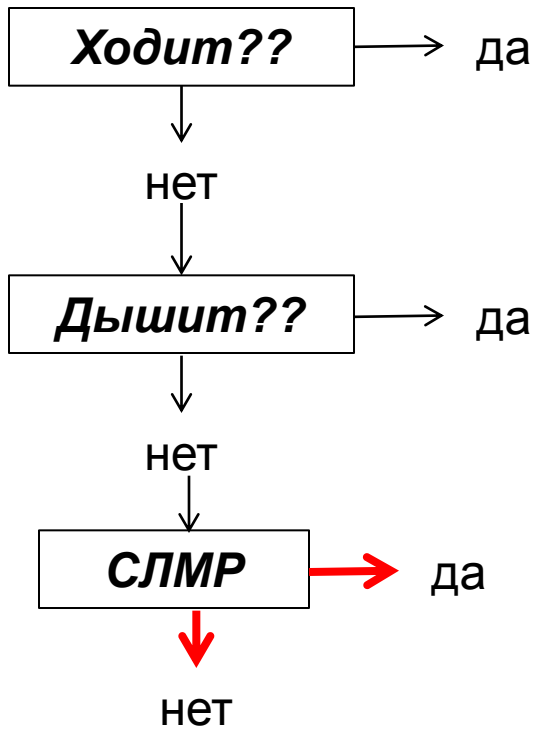 Ходит??
да
нет
Дышит??
да
нет
СЛМР
да
нет